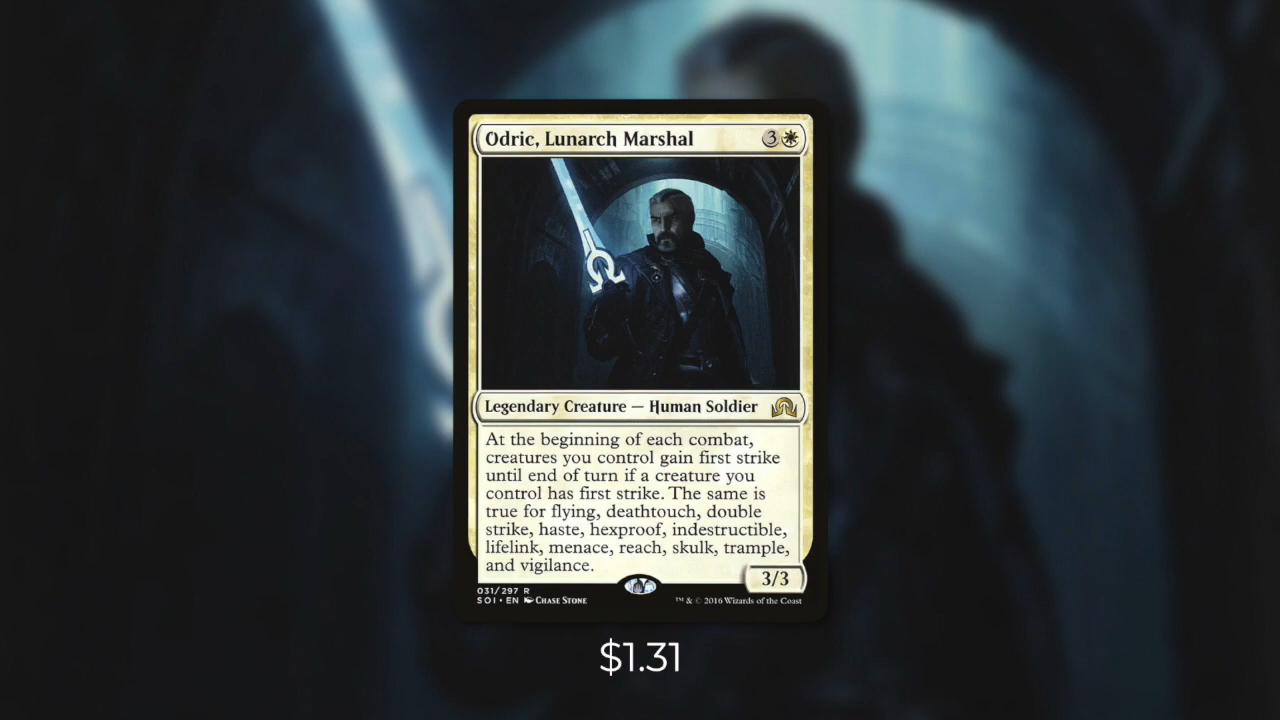 Odric, Lunarch Marshal 3
Legendary Creature — Human Soldier
At the beginning of each combat,
creatures you control gain first strike
until end of turn if a creature you
control has first strike. The same is
true for flying, deathtouch, double
strike, haste, hexproof, indestructible,
lifelink, menace, reach, skulk, trample,
and vigilance.
3/3
031/297 R
SOI • EN Chase Stone
™ & © 2016 Wizards of the Coast
$1.31